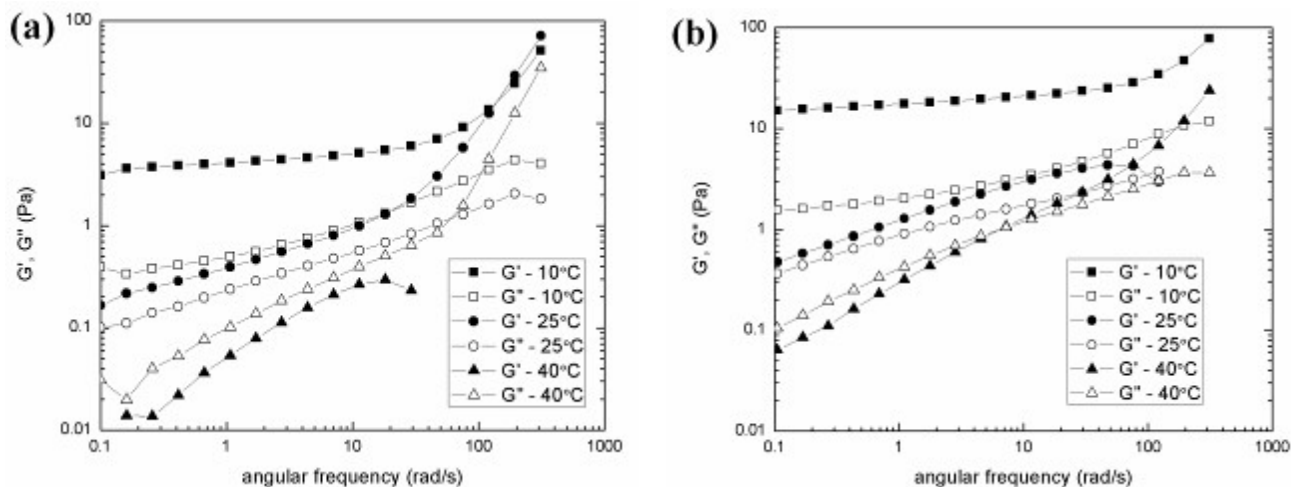 (a)
100
10
1
0.1
0.01
G', G" (Pa)
0.1
1
10
100
1000
angular frequency (rad/s)
G' - 10°C
G" - 10°C
G' - 25°C
G" - 25°C
G' - 40°C
G" - 40°C
(b)
100
10
1
0.1
0.01
G', G" (Pa)
0.1
1
10
100
1000
angular frequency (rad/s)
G' - 10°C
G" - 10°C
G' - 25°C
G" - 25°C
G' - 40°C
G" - 40°C